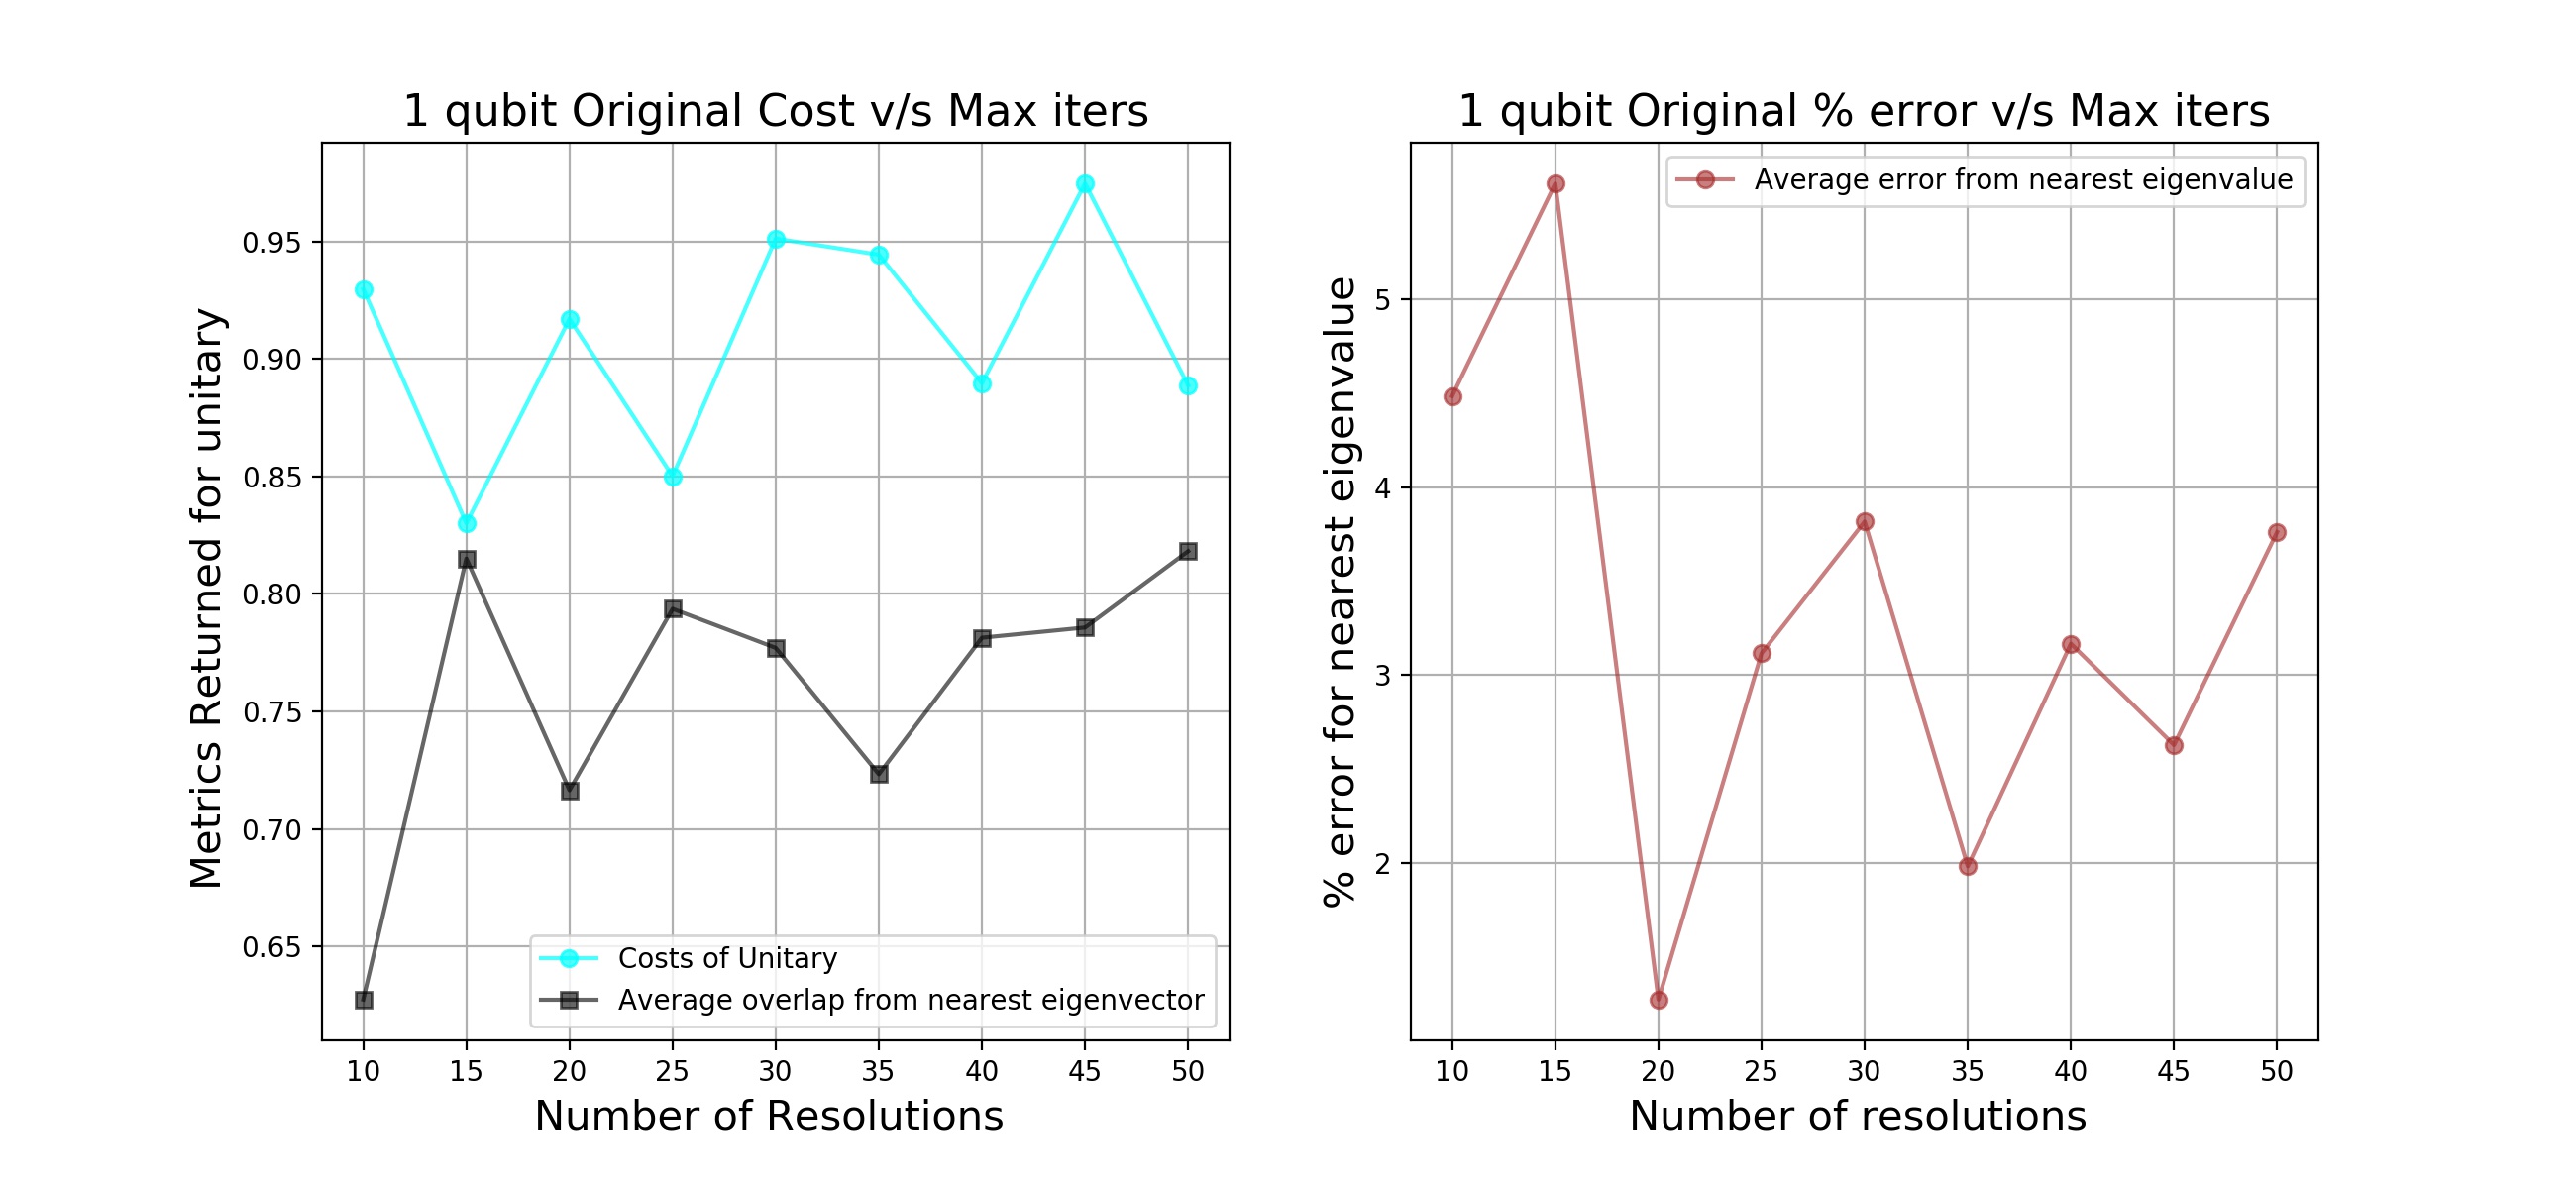 1 qubit Original Cost v/s Max iters
Metrics Returned for unitary
0.95
0.90
0.85
0.80
0.75
0.70
0.65
Costs of Unitary
Average overlap from nearest eigenvector
10 15 20 25 30 35 40 45 50
Number of Resolutions
1 qubit Original % error v/s Max iters
Average error from nearest eigenvalue
% error for nearest eigenvalue
5
4
3
2
10 15 20 25 30 35 40 45 50
Number of resolutions